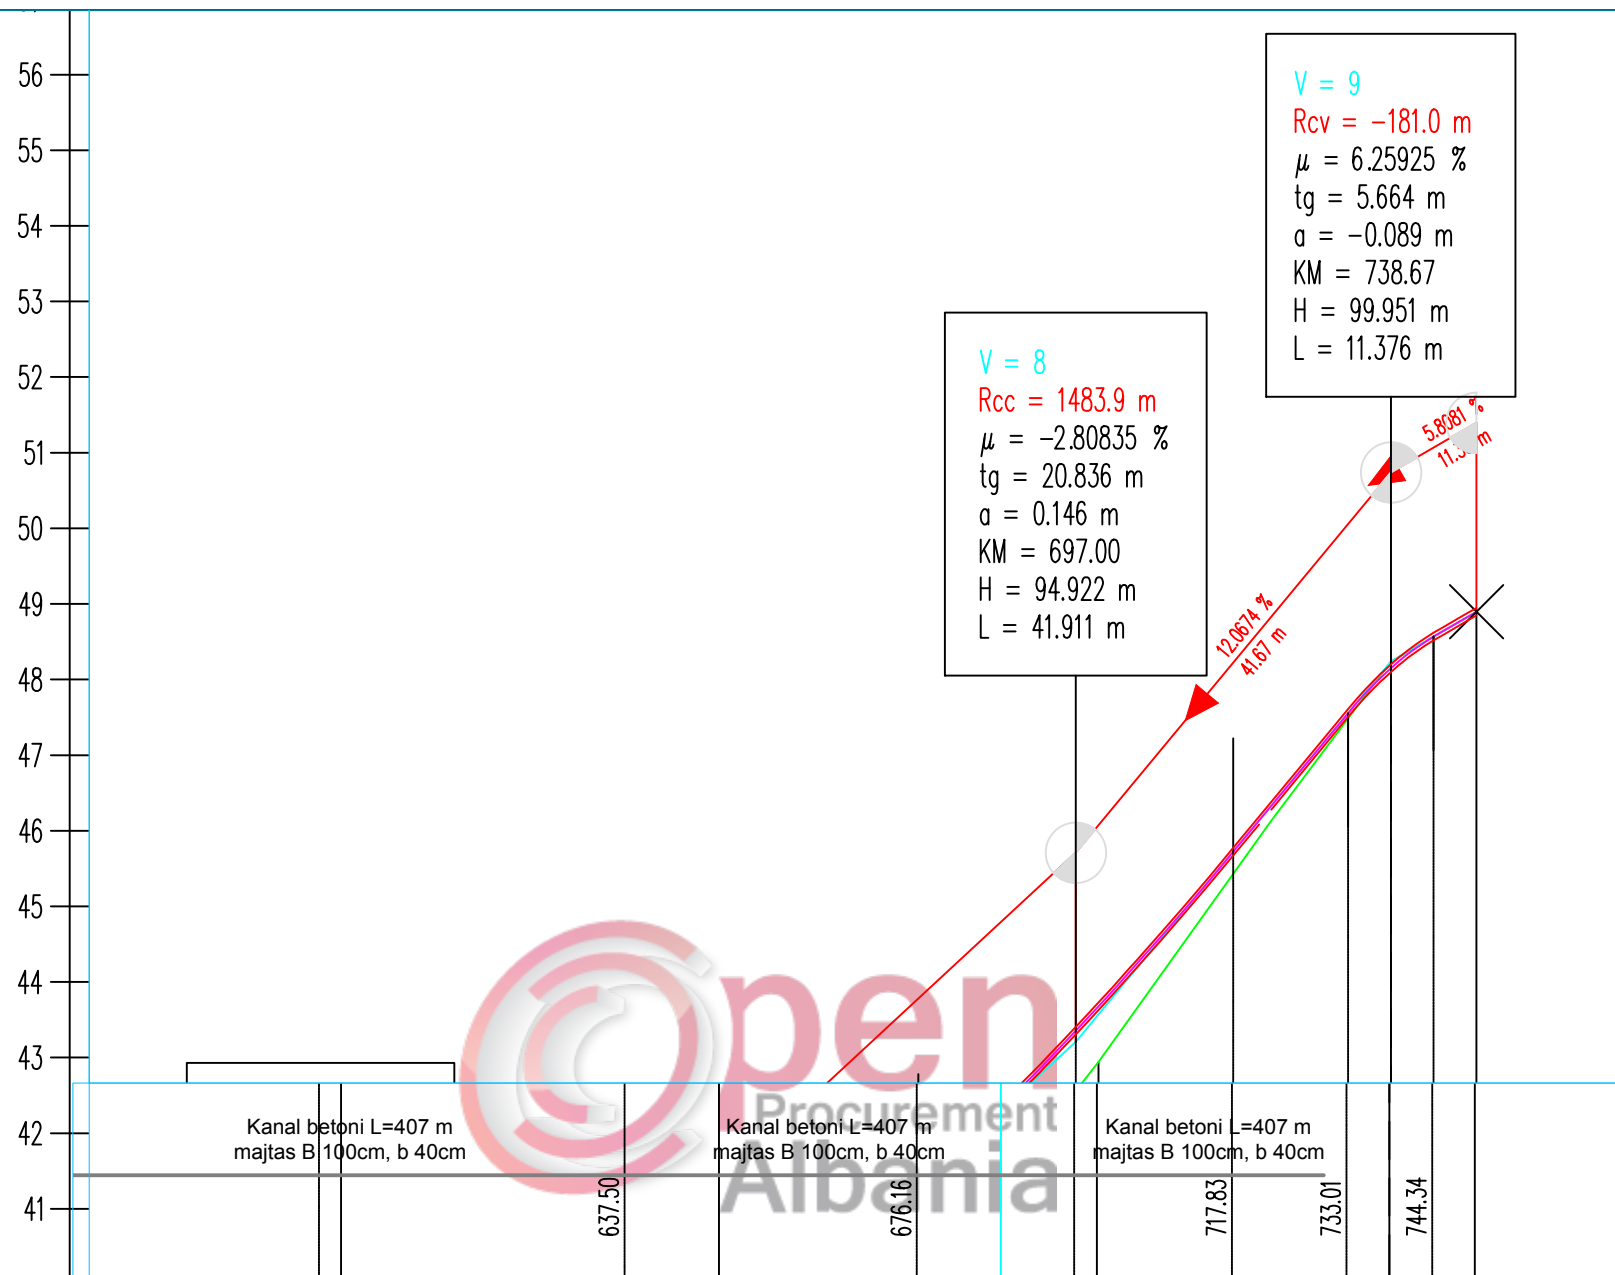 56
55
54
53
52
51
50
49
48
47
46
45
44
43
42
41
V = 9
Rcv = -181.0 m
μ = 6.25925 %
tg = 5.664 m
a = -0.089 m
KM = 738.67
H = 99.951 m
L = 11.376 m
V = 8
Rcc = 1483.9 m
μ = -2.80835 %
tg = 20.836 m
a = 0.146 m
KM = 697.00
H = 94.922 m
L = 41.911 m
5.8081 %
m
12.0674 %
41.67 m
Open
Procurement
Albania
Kanal betoni L=407 m
majtas B 100cm, b 40cm
Kanal betoni L=407 m
majtas B 100cm, b 40cm
Kanal betoni L=407 m
majtas B 100cm, b 40cm
637.50
676.16
717.83
733.01
744.34